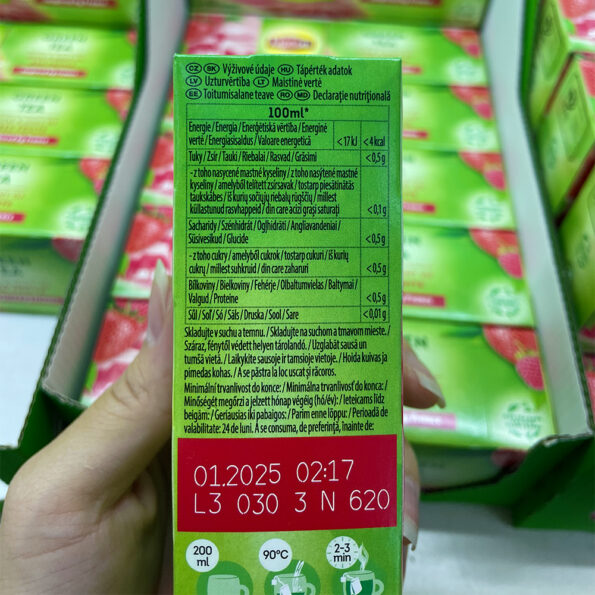 CZ SK Výživové údaje HU Tápérték adatok
LV Uzturvērtība LT Maistinė vertė
EE Toitumisalane teave RO MD Declarație nutrițională
100ml*
Energie / Energia / Enerģētiskā vērtība / Energinė
verté / Energiasisaldus / Valoare energetică <17 kJ <4 kcal
Tuky / Zsír / Tauki / Riebalai / Rasvad / Grăsimi <0,5 g
- z toho nasycené mastné kyseliny / z toho nasýtené mastné
kyseliny / amelyből telített zsírsavak / tostarp piesātinātās
taukskābes / iš kurių sočiųjų riebalų rūgščių / millest
küllastunud rasvhappeid / din care acizi grași saturați <0,1 g
Sacharidy / Szénhidrát / Ogļhidrāti / Angliavandeniai /
Süsivesikud / Glucide <0,5 g
- z toho cukry / amelyből cukrok / tostarp cukuri / iš kurių
cukrų / millest suhkruid / din care zaharuri <0,5 g
Bílkoviny / Bielkoviny / Fehérje / Olbaltumvielas / Baltymai /
Valgud / Proteine <0,5 g
Sůl / Soľ / Só / Sāls / Druska / Sool / Sare <0,01 g
Skladujte v suchu a temnu. / Skladujte na suchom a tmavom mieste. /
Száraz, fénytől védett helyen tárolandó. / Uzglabāt sausā un
tumšā vietā. / Laikykite sausoje ir tamsioje vietoje. / Hoida kuivas ja
pimedas kohas. / A se păstra la loc uscat și răcoros.
Minimální trvanlivost do konce: / Minimálna trvanlivosť do konca: /
Minőségét megőrzi a jelzett hónap végéig (hó/év): / Ieteicams līdz
beigām: / Geriausias iki pabaigos: / Parim enne lõppu: / Perioadă de
valabilitate: 24 de luni. A se consuma, de preferință, înainte de:
01.2025 02:17
L3 030 3 N 620
200 ml
90°C
2-3 min